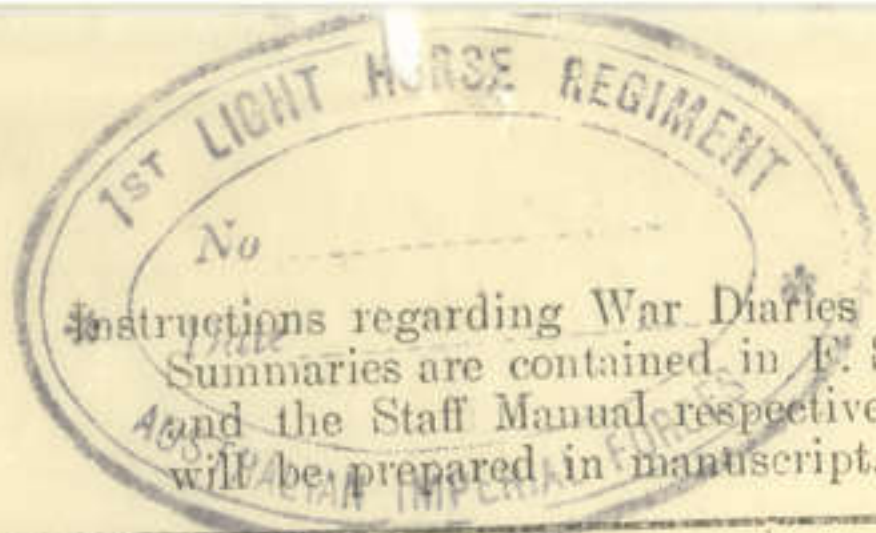 1ST LIGHT HORSE REGIMENT
No
Instructions regarding War Diaries
Summaries are contained in F. S
and the Staff Manual respective
will be prepared in manuscript.
Date
AUSTRALIAN IMPERIAL FORCES